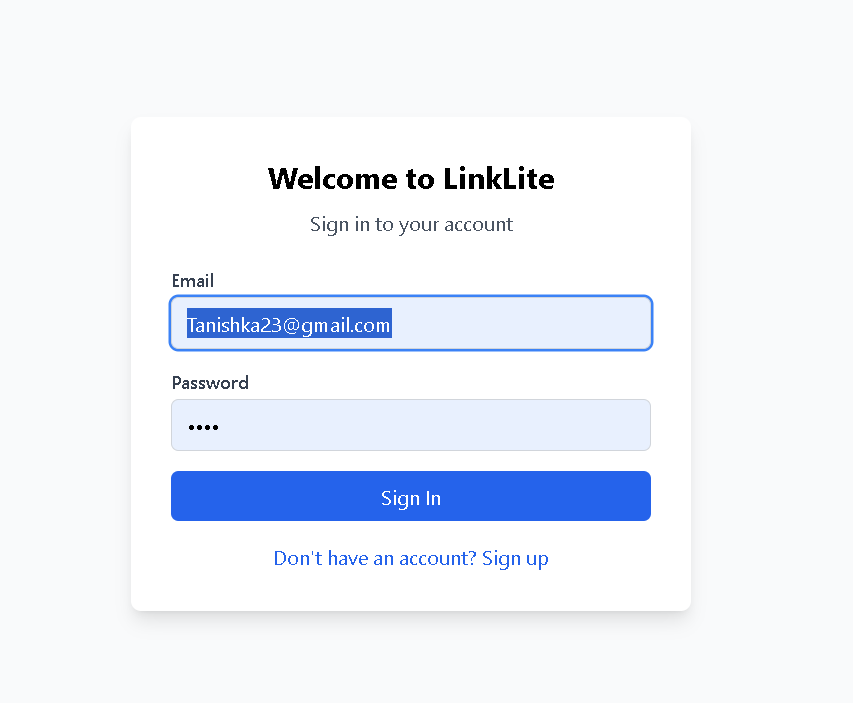 Welcome to LinkLite
Sign in to your account
Email
Tanishka23@gmail.com
Password
••••
Sign In
Don't have an account? Sign up